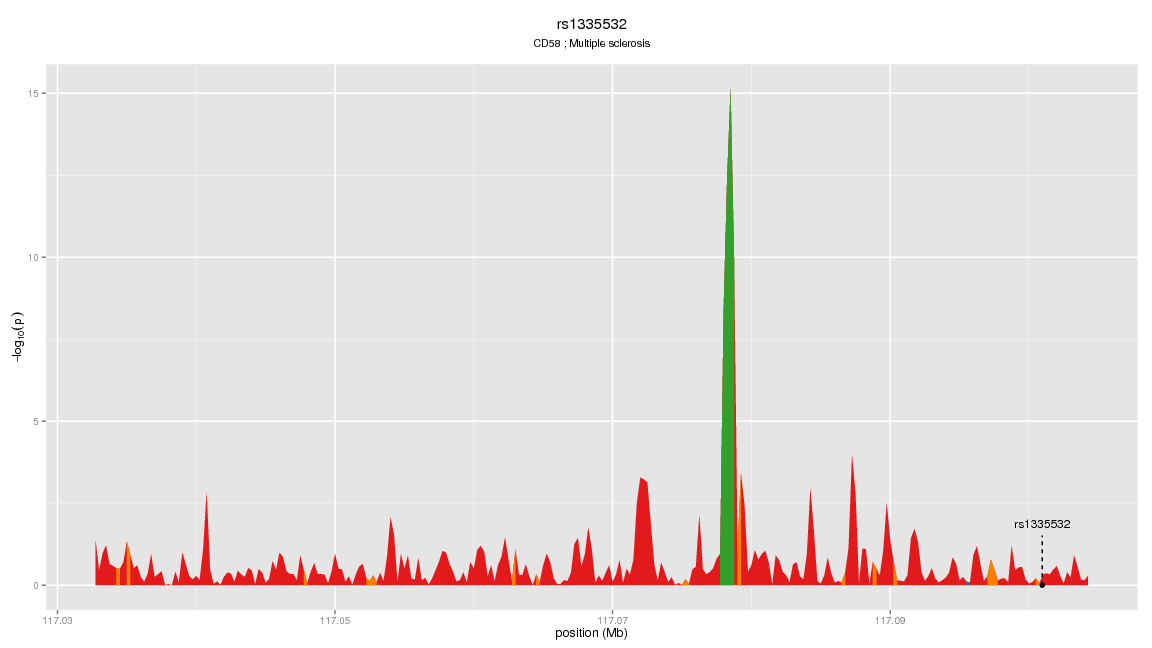 rs1335532
CD58 ; Multiple sclerosis
15
10
5
0
−log10(p)
rs1335532
117.03
117.05
117.07
117.09
position (Mb)